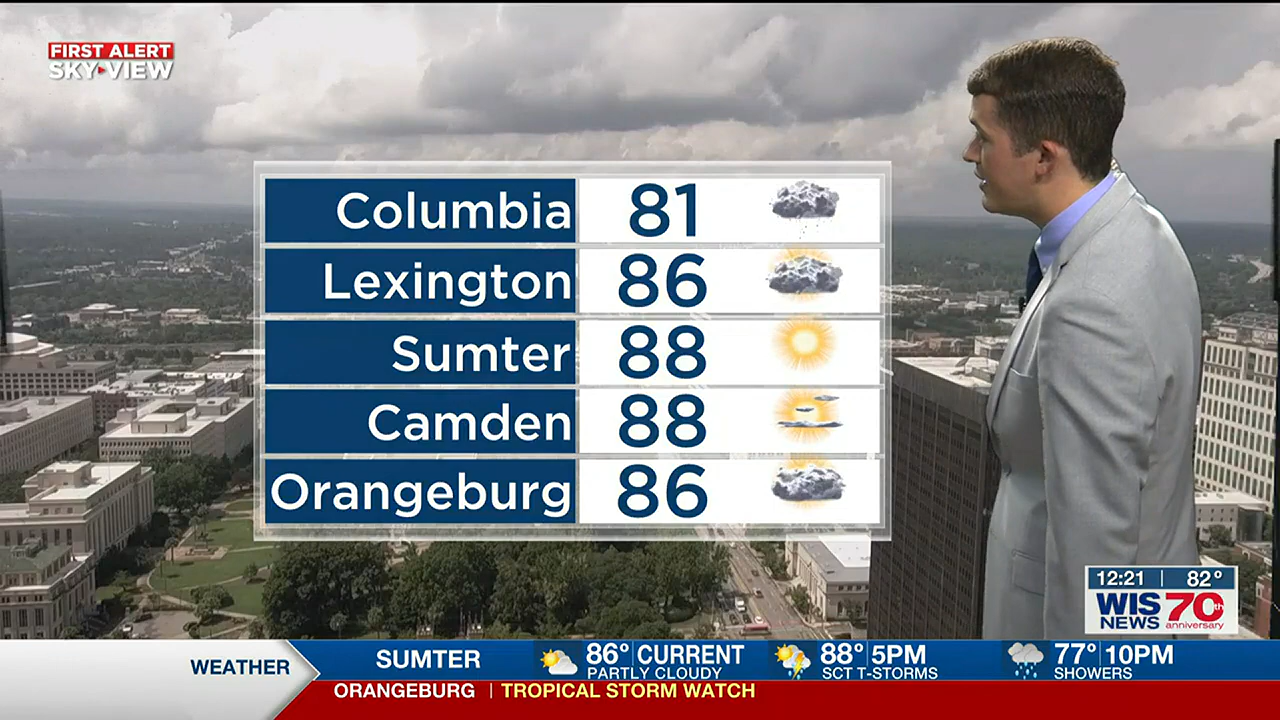 FIRST ALERT
SKY VIEW
Columbia 81
Lexington 86
Sumter 88
Camden 88
Orangeburg 86
12:21 | 82°
WIS 70th
NEWS anniversary
WEATHER SUMTER 86° CURRENT 88° 5PM 77° 10PM
PARTLY CLOUDY SCT T-STORMS SHOWERS
ORANGEBURG | TROPICAL STORM WATCH